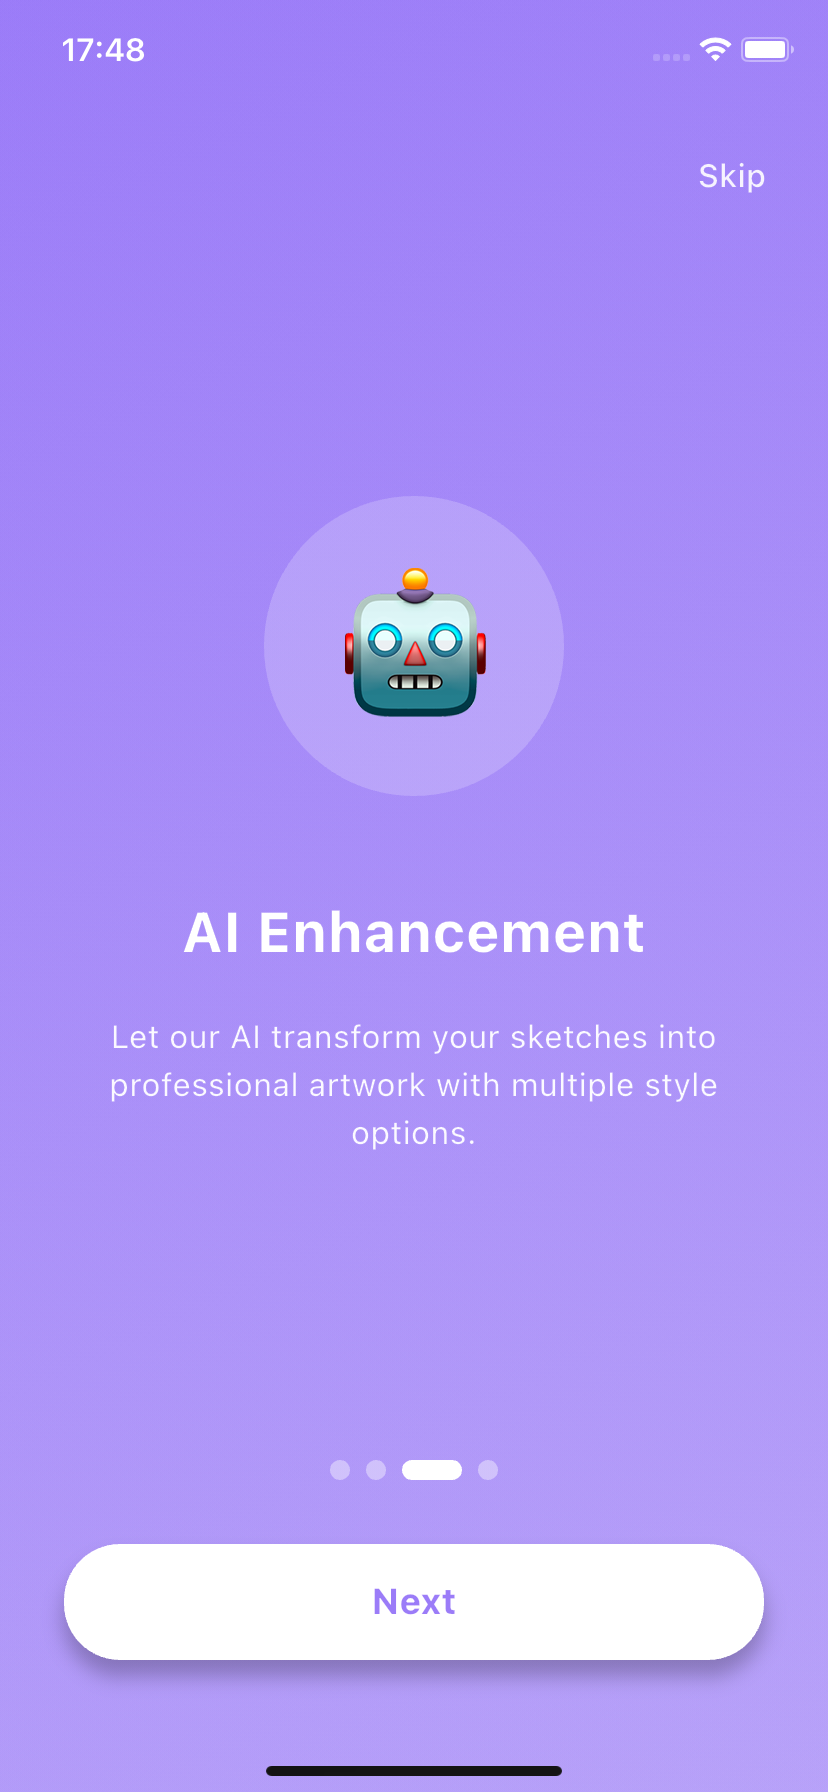 17:48
Skip
AI Enhancement
Let our AI transform your sketches into
professional artwork with multiple style
options.
Next